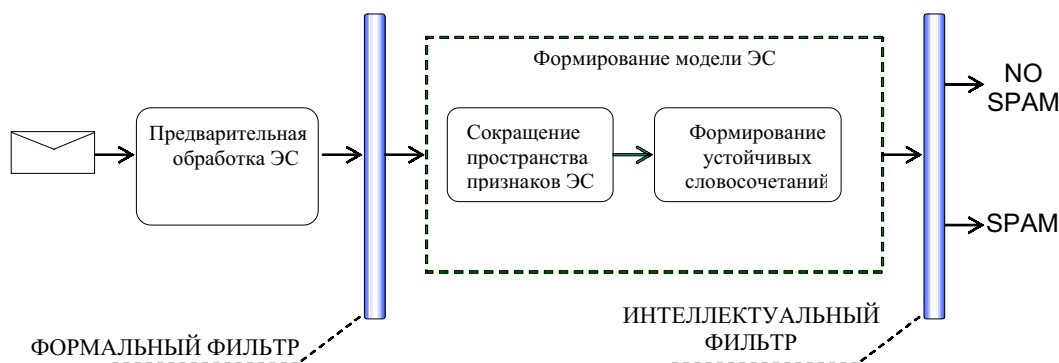 Формирование модели ЭС
Предварительная
обработка ЭС
Сокращение
пространства
признаков ЭС
Формирование
устойчивых
словосочетаний
NO
SPAM
SPAM
ФОРМАЛЬНЫЙ ФИЛЬТР
ИНТЕЛЛЕКТУАЛЬНЫЙ
ФИЛЬТР